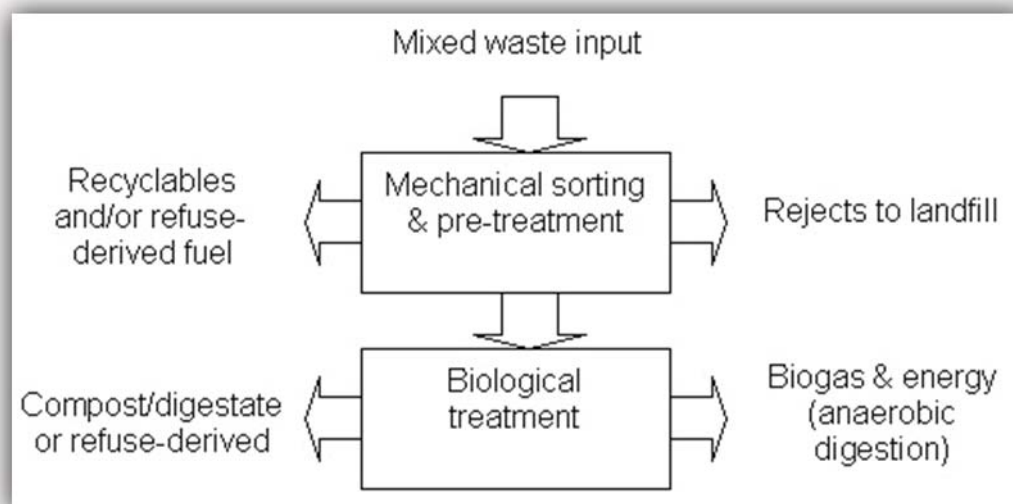 Mixed waste input
Recyclables
and/or refuse-
derived fuel
Mechanical sorting
& pre-treatment
Rejects to landfill
Compost/digestate
or refuse-derived
Biological
treatment
Biogas & energy
(anaerobic
digestion)